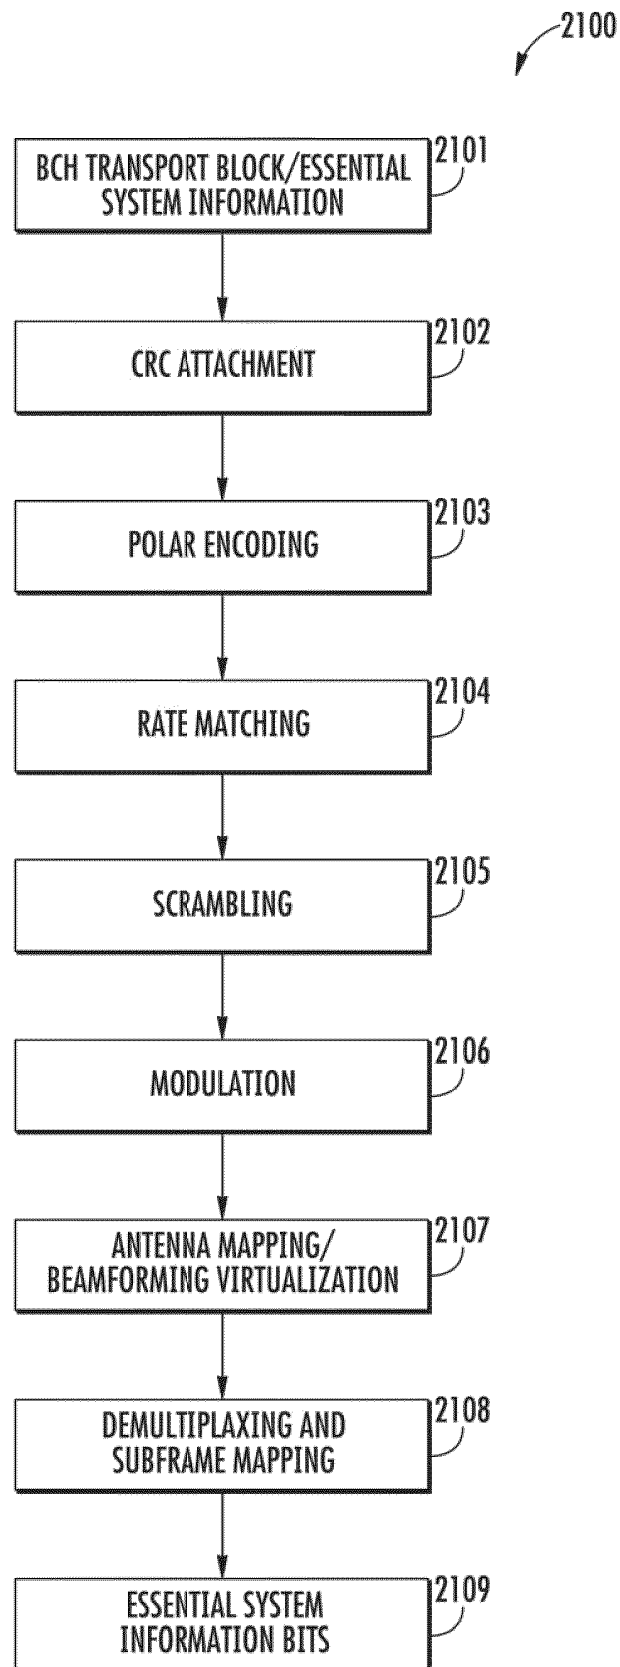 2100
2101
BCH TRANSPORT BLOCK/ESSENTIAL
SYSTEM INFORMATION
2102
CRC ATTACHMENT
2103
POLAR ENCODING
2104
RATE MATCHING
2105
SCRAMBLING
2106
MODULATION
2107
ANTENNA MAPPING/
BEAMFORMING VIRTUALIZATION
2108
DEMULTIPLAXING AND
SUBFRAME MAPPING
2109
ESSENTIAL SYSTEM
INFORMATION BITS